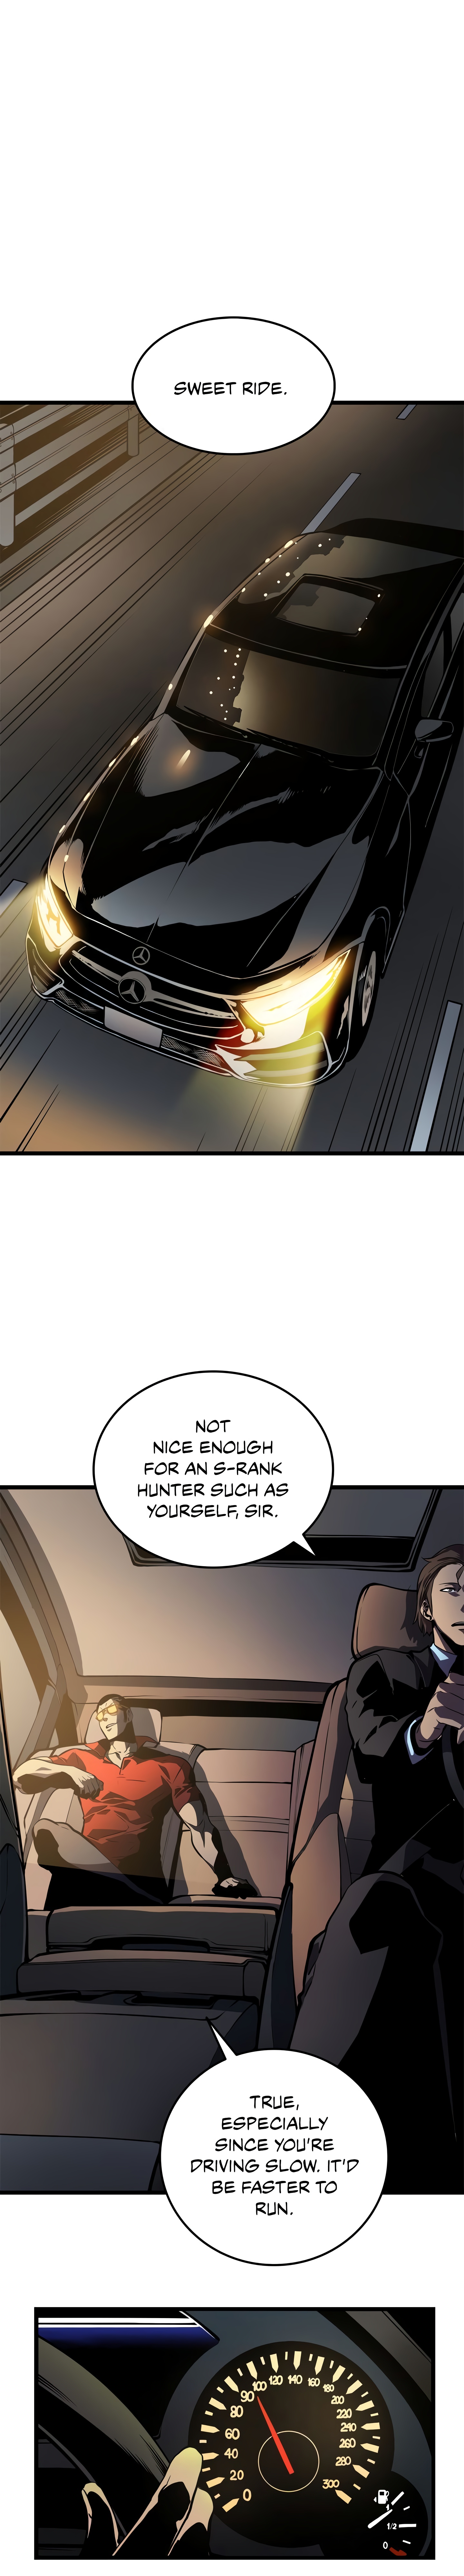 SWEET RIDE.
NOT
NICE ENOUGH
FOR AN S-RANK
HUNTER SUCH AS
YOURSELF, SIR.
TRUE,
ESPECIALLY
SINCE YOU'RE
DRIVING SLOW. IT'D
BE FASTER TO
RUN.
0
20
40
60
80
90
100
120
140
160
180
200
220
240
260
280
300
1
1/2
0